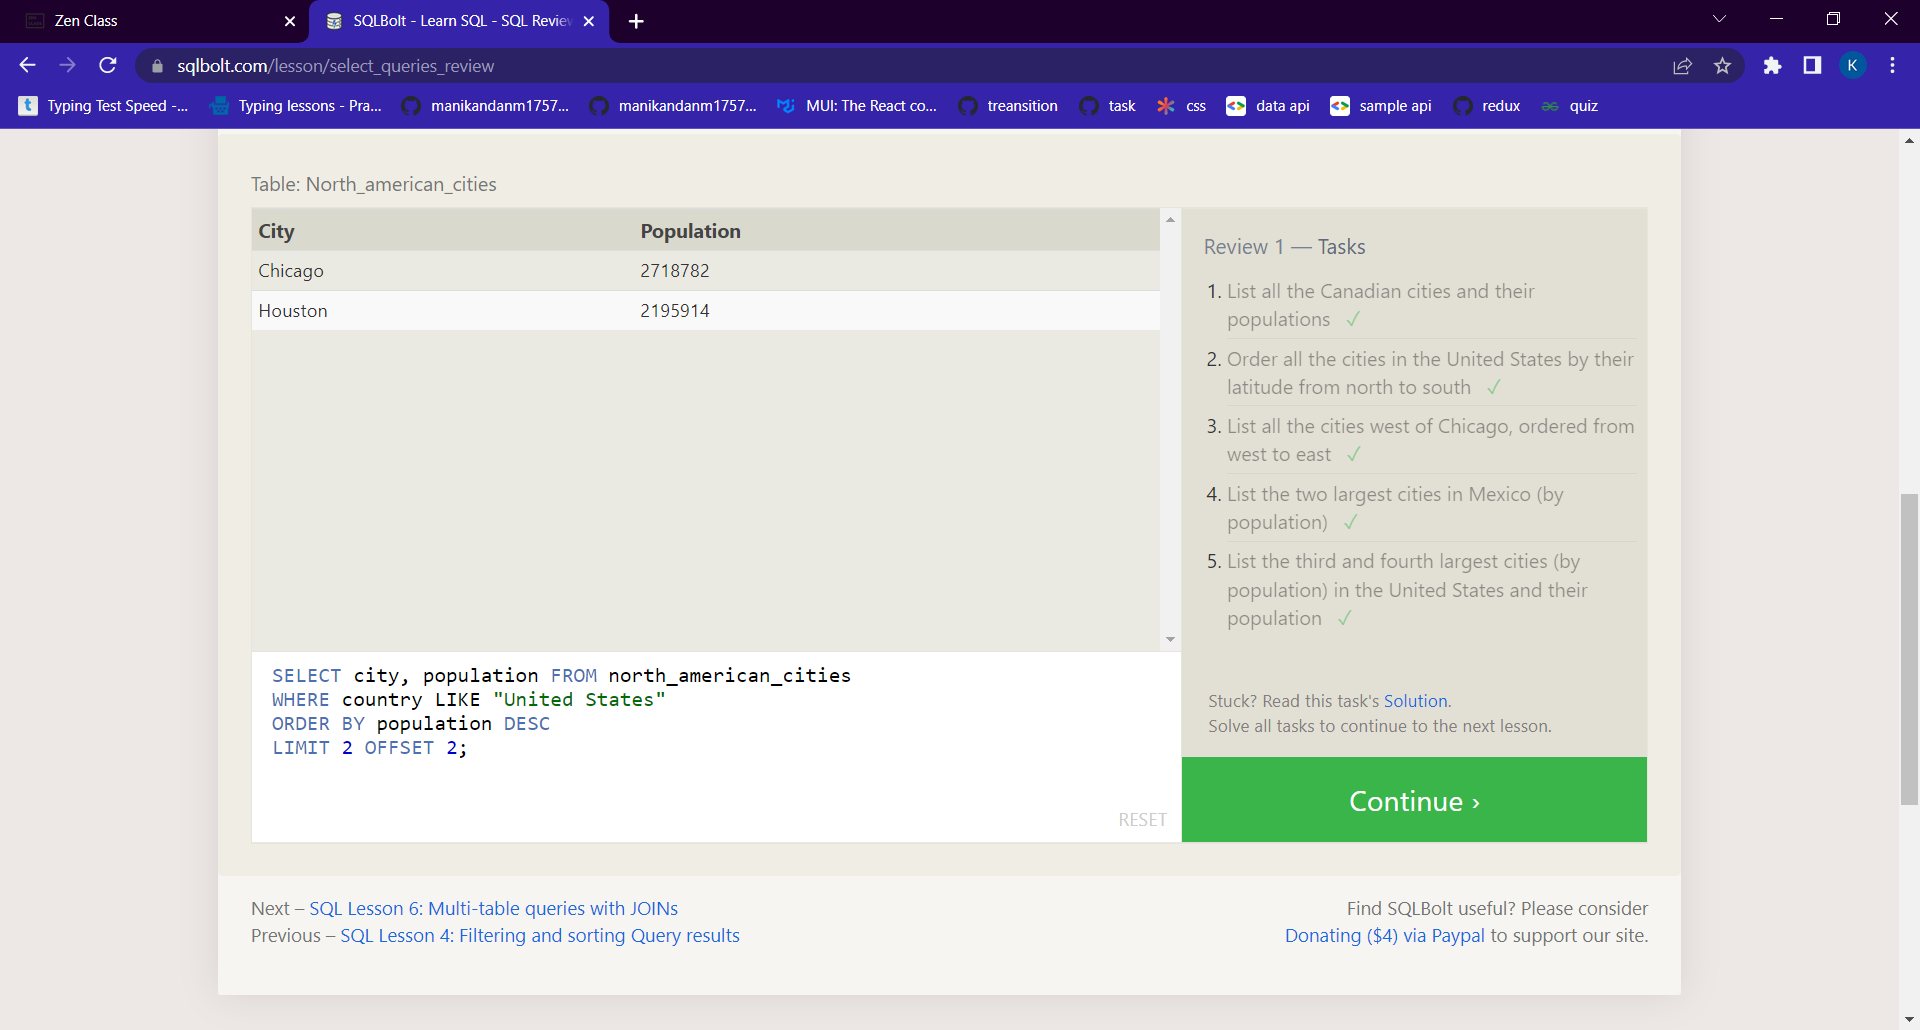 Zen Class
SQLBolt - Learn SQL - SQL Review
sqlbolt.com/lesson/select_queries_review
K
t Typing Test Speed -...
Typing lessons - Pra...
manikandanm1757...
manikandanm1757...
MUI: The React co...
treansition
task
css
data api
sample api
redux
quiz
Table: North_american_cities
City Population
Chicago 2718782
Houston 2195914
SELECT city, population FROM north_american_cities
WHERE country LIKE "United States"
ORDER BY population DESC
LIMIT 2 OFFSET 2;
RESET
Review 1 — Tasks
1. List all the Canadian cities and their
populations ✓
2. Order all the cities in the United States by their
latitude from north to south ✓
3. List all the cities west of Chicago, ordered from
west to east ✓
4. List the two largest cities in Mexico (by
population) ✓
5. List the third and fourth largest cities (by
population) in the United States and their
population ✓
Stuck? Read this task's Solution.
Solve all tasks to continue to the next lesson.
Continue ›
Next – SQL Lesson 6: Multi-table queries with JOINs
Previous – SQL Lesson 4: Filtering and sorting Query results
Find SQLBolt useful? Please consider
Donating ($4) via Paypal to support our site.